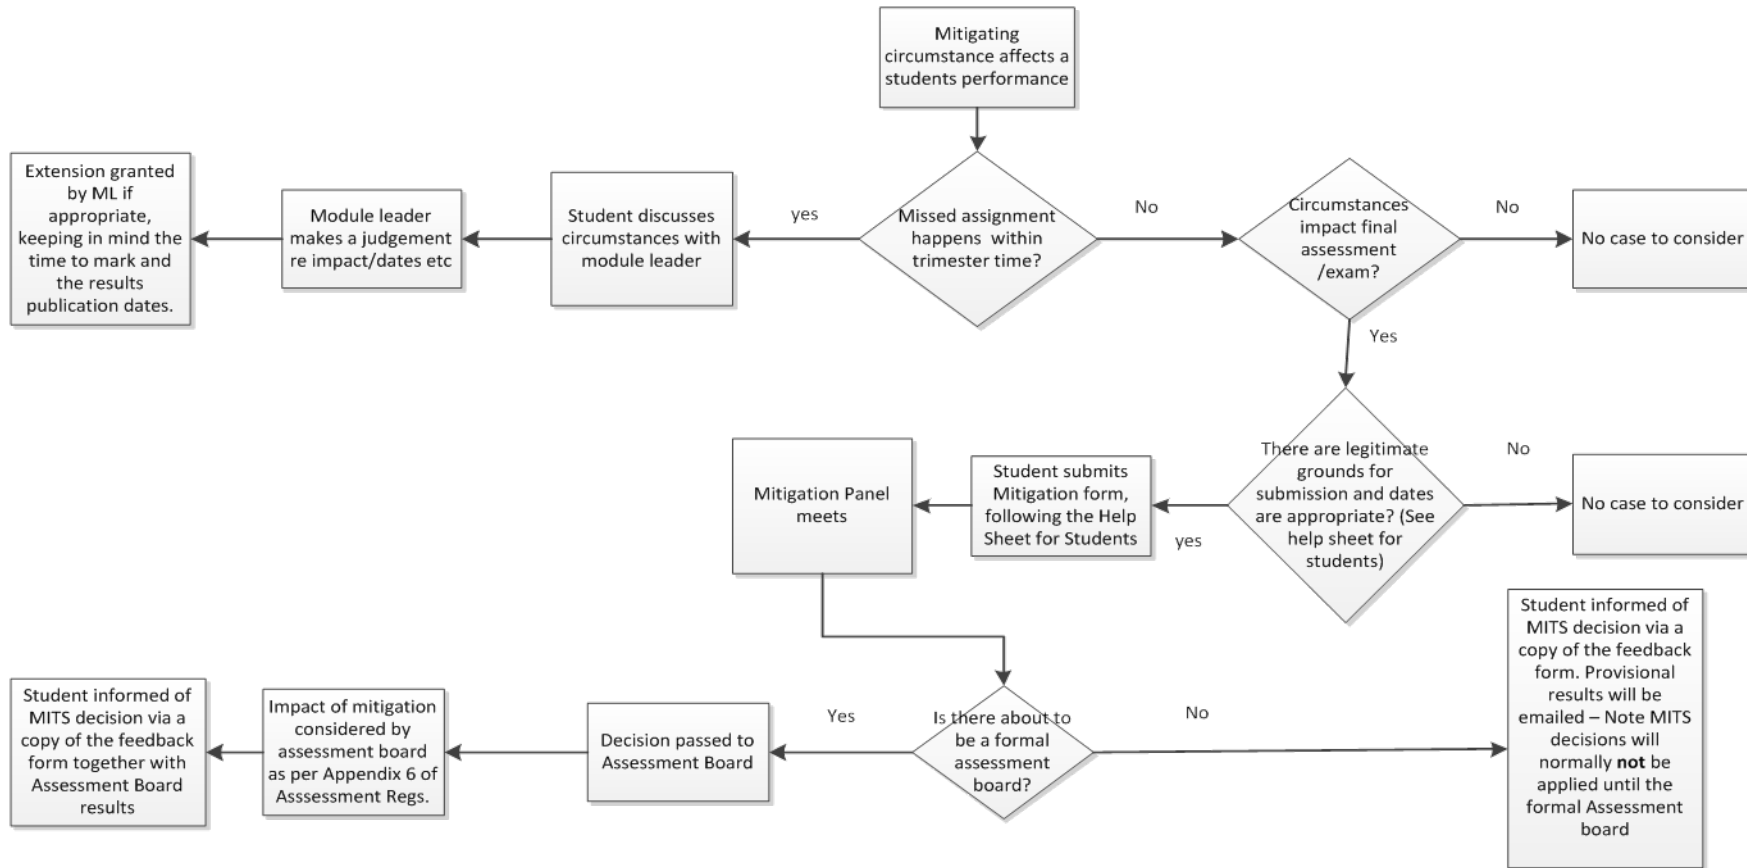 Mitigating
circumstance affects a
students performance
Extension granted
by ML if
appropriate,
keeping in mind the
time to mark and
the results
publication dates.
Module leader
makes a judgement
re impact/dates etc
Student discusses
circumstances with
module leader
yes
Missed assignment
happens within
trimester time?
No
Circumstances
impact final
assessment
/exam?
No
No case to consider
Yes
Mitigation Panel
meets
Student submits
Mitigation form,
following the Help
Sheet for Students
yes
There are legitimate
grounds for
submission and dates
are appropriate? (See
help sheet for
students)
No
No case to consider
Student informed of
MITS decision via a
copy of the feedback
form together with
Assessment Board
results
Impact of mitigation
considered by
assessment board
as per Appendix 6 of
Asssessment Regs.
Decision passed to
Assessment Board
Yes
Is there about to
be a formal
assessment
board?
No
Student informed of
MITS decision via a
copy of the feedback
form. Provisional
results will be
emailed – Note MITS
decisions will
normally not be
applied until the
formal Assessment
board